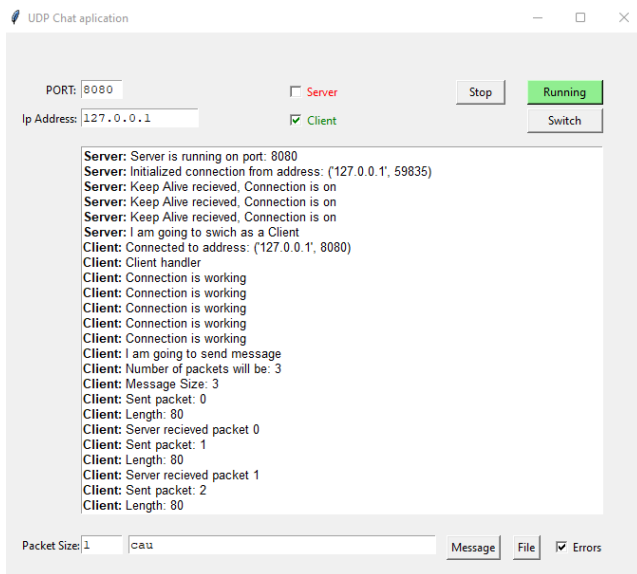 UDP Chat aplication
PORT: 8080
Server
Stop
Running
Ip Address: 127.0.0.1
Client
Switch
Server: Server is running on port: 8080
Server: Initialized connection from address: ('127.0.0.1', 59835)
Server: Keep Alive recieved, Connection is on
Server: Keep Alive recieved, Connection is on
Server: Keep Alive recieved, Connection is on
Server: I am going to swich as a Client
Client: Connected to address: ('127.0.0.1', 8080)
Client: Client handler
Client: Connection is working
Client: Connection is working
Client: Connection is working
Client: Connection is working
Client: Connection is working
Client: I am going to send message
Client: Number of packets will be: 3
Client: Message Size: 3
Client: Sent packet: 0
Client: Length: 80
Client: Server recieved packet 0
Client: Sent packet: 1
Client: Length: 80
Client: Server recieved packet 1
Client: Sent packet: 2
Client: Length: 80
Packet Size: 1
cau
Message
File
Errors